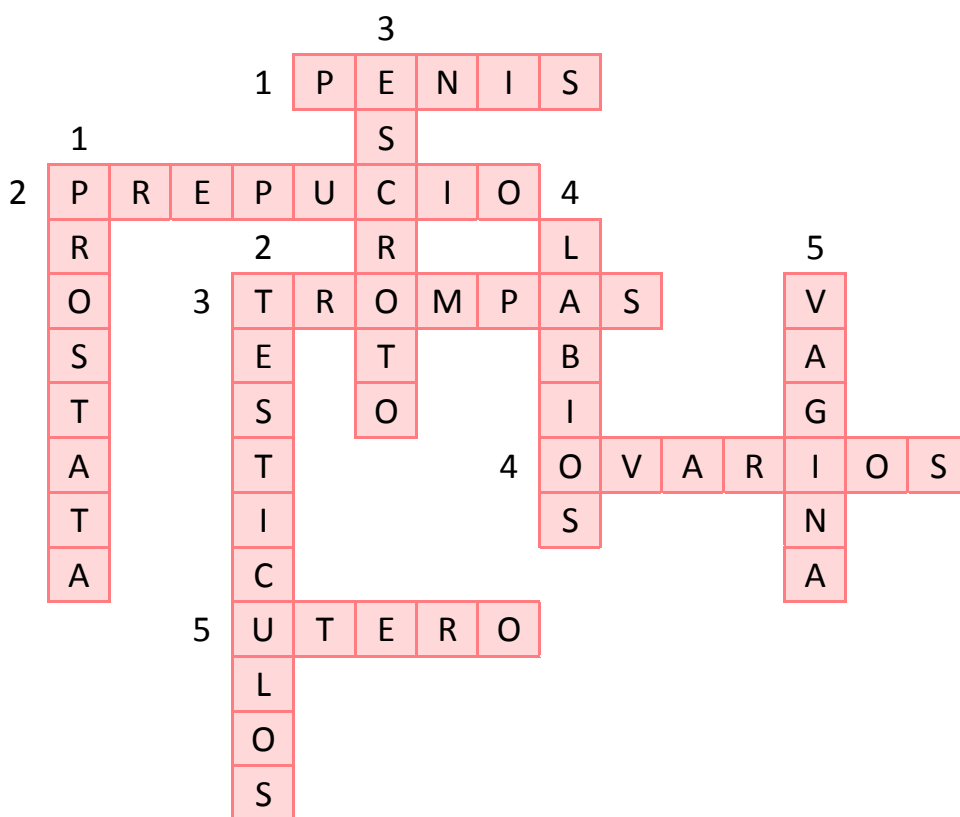 3
1 P E N I S
1 S
2 P R E P U C I O 4
R 2 R L 5
O 3 T R O M P A S V
S E T B A
T S O I G
A T 4 O V A R I O S
T I S N
A C A
5 U T E R O
L
O
S